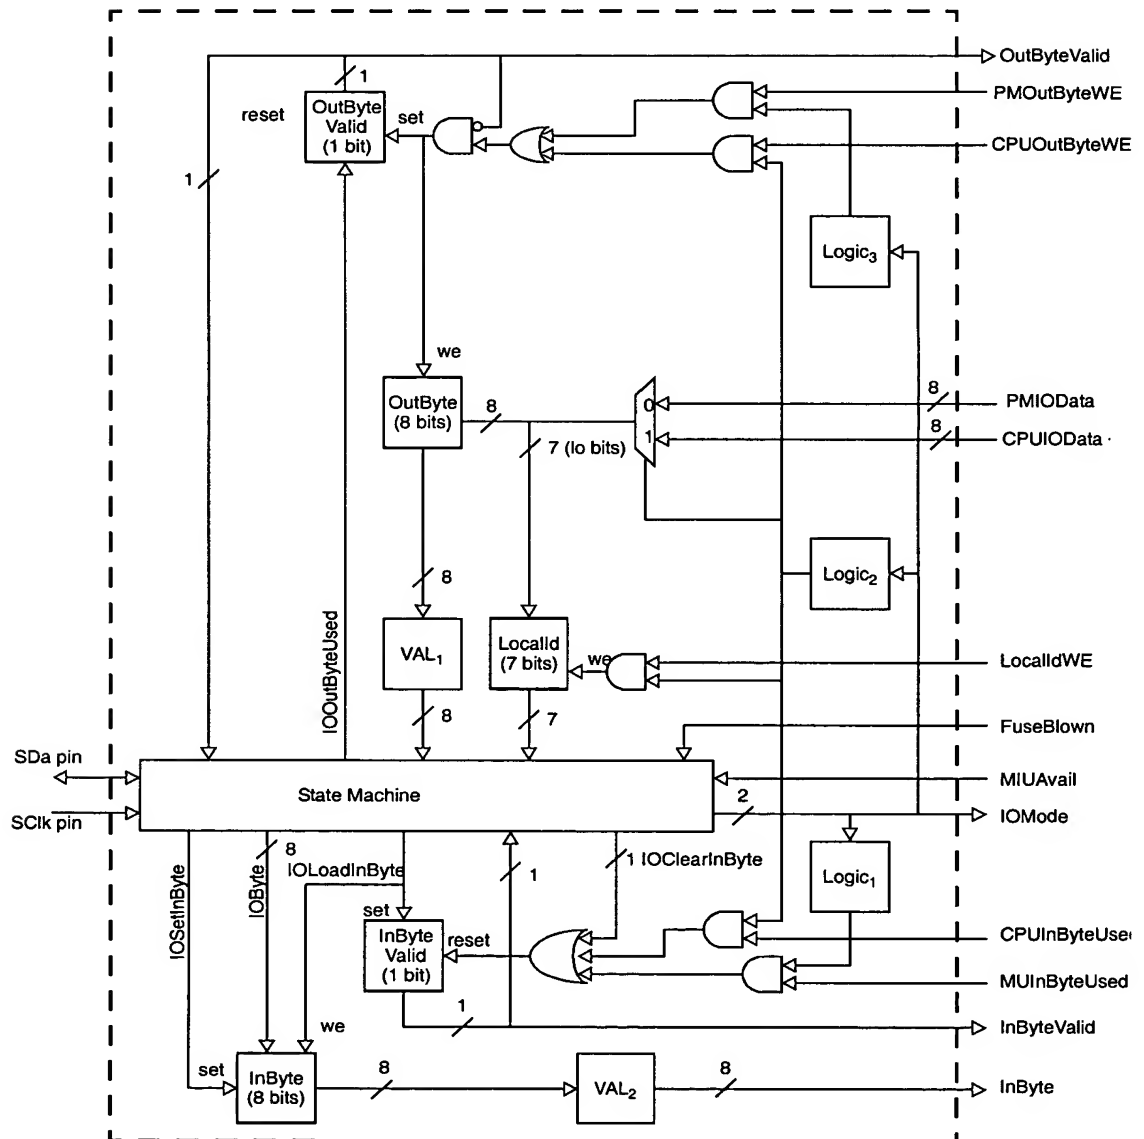 OutByteValid
1
PMOutByteWE
reset
OutByte
Valid
(1 bit)
set
CPUOutByteWE
1
Logic3
we
OutByte
(8 bits)
8
0
8
PMIOData
1
8
CPUIOData
7 (lo bits)
8
Logic2
IOOutByteUsed
VAL1
LocalId
(7 bits)
we
LocalIdWE
8
7
FuseBlown
SDa pin
State Machine
MIUAvail
2
IOMode
SClk pin
IOSetInByte
IOByte
8
IOLoadInByte
1
1 IOClearInByte
Logic1
set
InByte
Valid
(1 bit)
reset
CPUInByteUse
MUInByteUsed
1
InByteValid
we
set
InByte
(8 bits)
8
VAL2
8
InByte